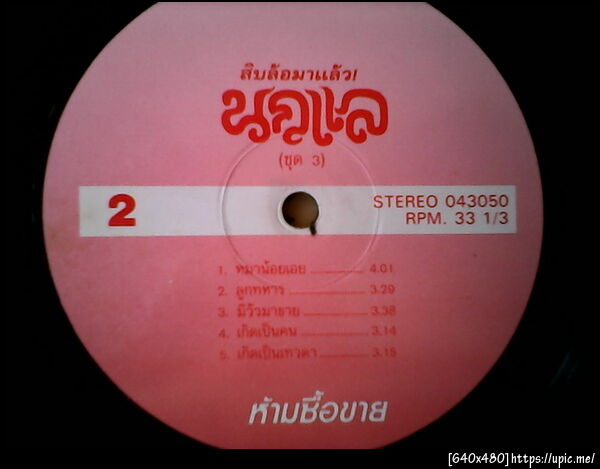 สิบล้อมาแล้ว!
นกแล
(ชุด 3)
2
STEREO 043050
RPM. 33 1/3
1. หมาน้อยเอย 4.01
2. ลูกทหาร 3.29
3. มีวัวมาขาย 3.38
4. เกิดเป็นคน 3.14
5. เกิดเป็นเทวดา 3.15
ห้ามซื้อขาย
[640x480]https://upic.me/